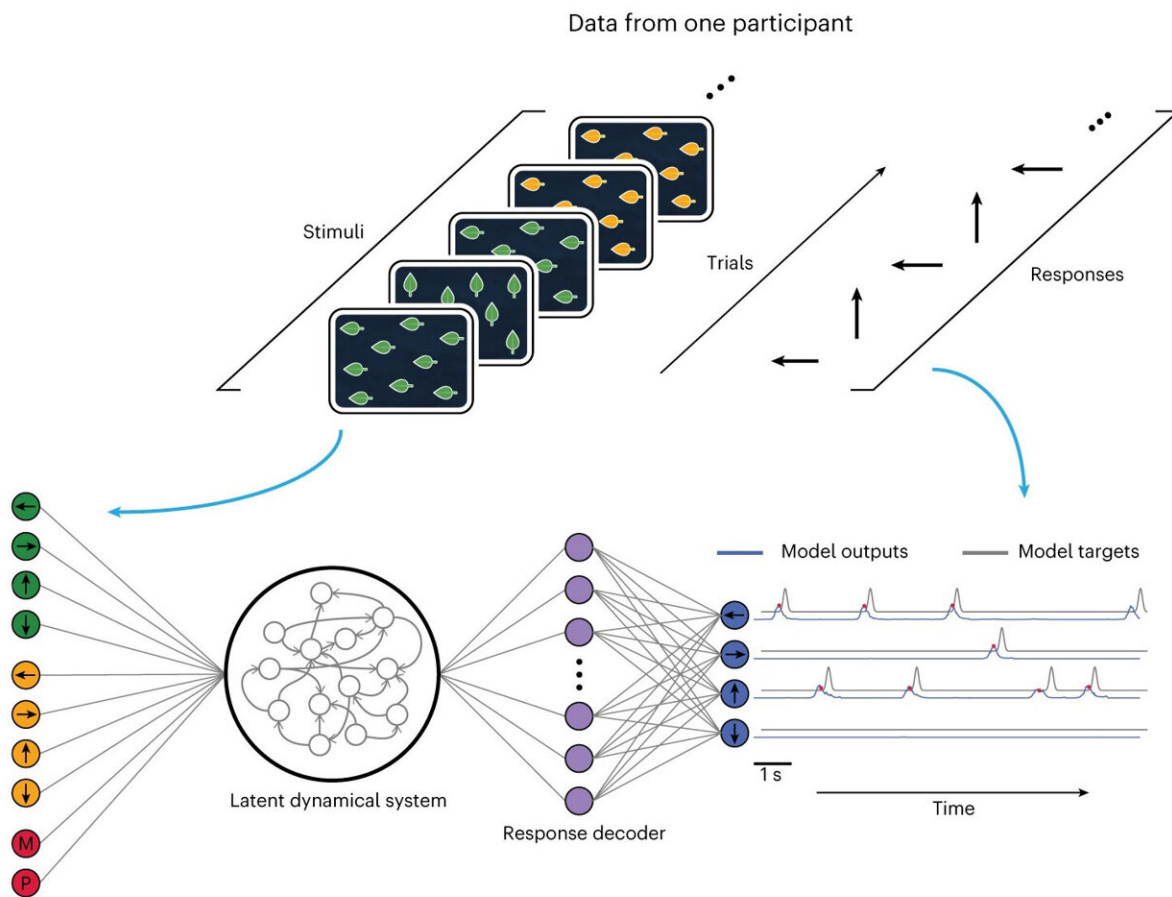 Data from one participant
Stimuli
Trials
Responses
Model outputs
Model targets
M
P
Latent dynamical system
Response decoder
1 s
Time